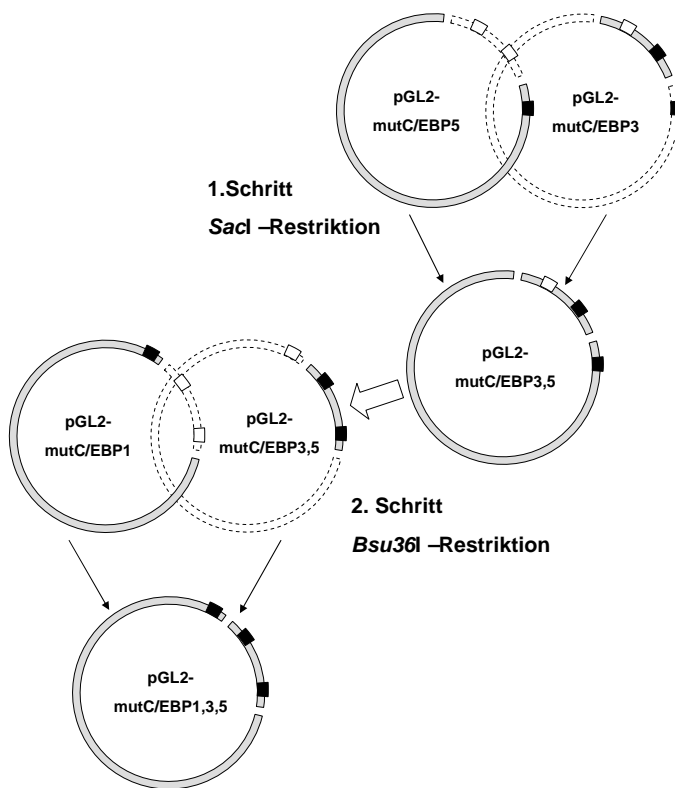 pGL2-
mutC/EBP5
pGL2-
mutC/EBP3
1.Schritt
SacI –Restriktion
pGL2-
mutC/EBP3,5
pGL2-
mutC/EBP1
pGL2-
mutC/EBP3,5
2. Schritt
Bsu36I –Restriktion
pGL2-
mutC/EBP1,3,5